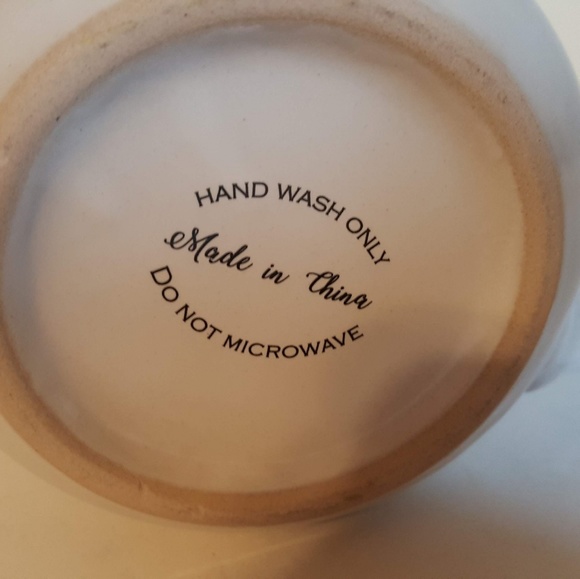 HAND WASH ONLY
Made in China
DO NOT MICROWAVE